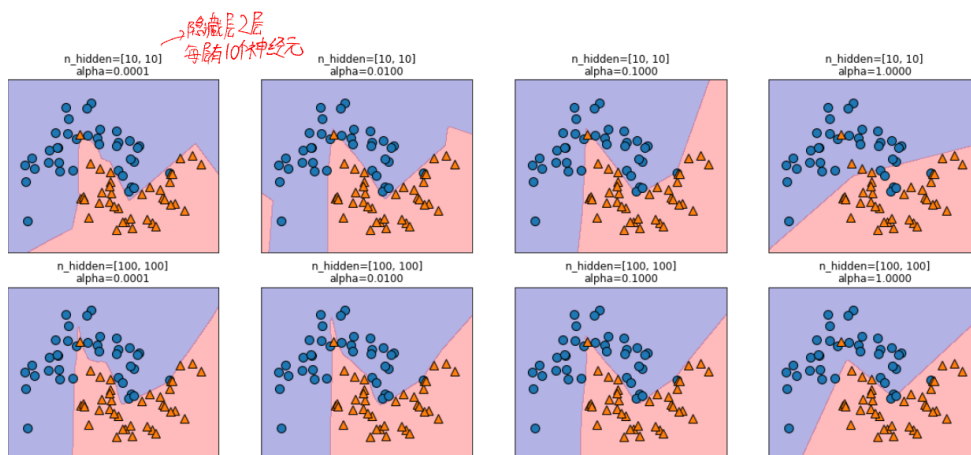 隐藏层2层
每层有10个神经元
n_hidden=[10, 10]
alpha=0.0001
n_hidden=[10, 10]
alpha=0.0100
n_hidden=[10, 10]
alpha=0.1000
n_hidden=[10, 10]
alpha=1.0000
n_hidden=[100, 100]
alpha=0.0001
n_hidden=[100, 100]
alpha=0.0100
n_hidden=[100, 100]
alpha=0.1000
n_hidden=[100, 100]
alpha=1.0000